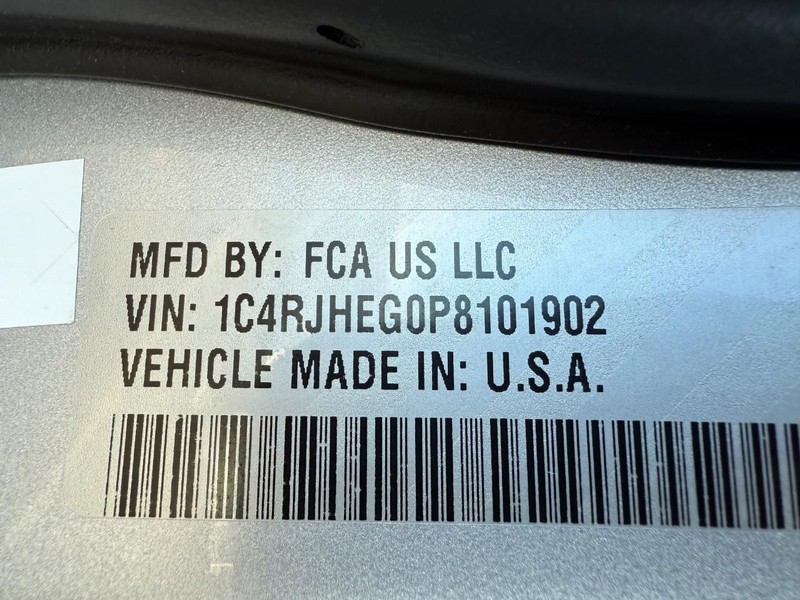 MFD BY: FCA US LLC
VIN: 1C4RJHEG0P8101902
VEHICLE MADE IN: U.S.A.